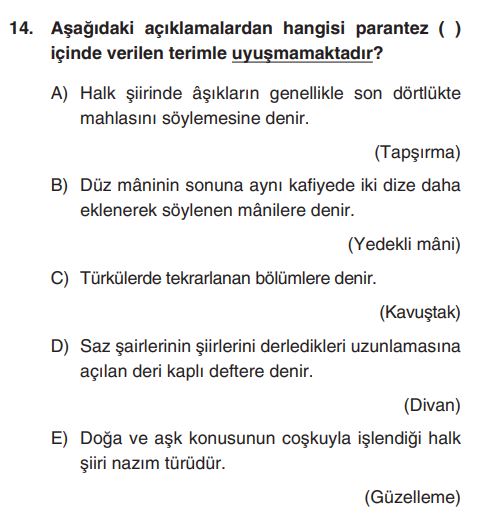 14. Aşağıdaki açıklamalardan hangisi parantez ( )
içinde verilen terimle uyuşmamaktadır?
A) Halk şiirinde âşıkların genellikle son dörtlükte
mahlasını söylemesine denir.
(Tapşırma)
B) Düz mâninin sonuna aynı kafiyede iki dize daha
eklenerek söylenen mânilere denir.
(Yedekli mâni)
C) Türkülerde tekrarlanan bölümlere denir.
(Kavuştak)
D) Saz şairlerinin şiirlerini derledikleri uzunlamasına
açılan deri kaplı deftere denir.
(Divan)
E) Doğa ve aşk konusunun coşkuyla işlendiği halk
şiiri nazım türüdür.
(Güzelleme)